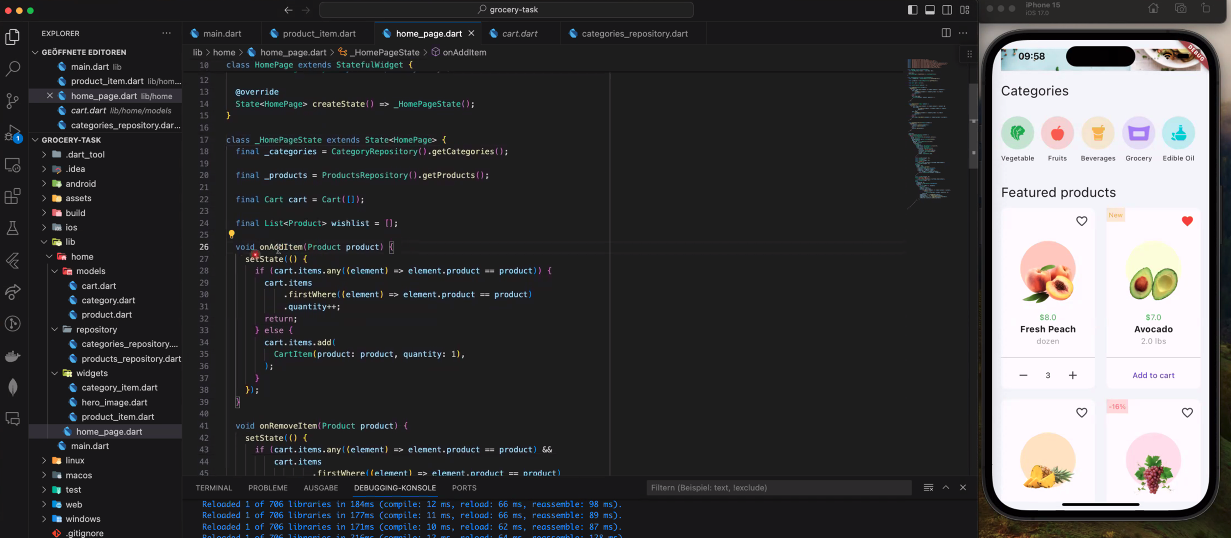 grocery-task
EXPLORER
GEÖFFNETE EDITOREN
main.dart lib
product_item.dart lib/hom...
home_page.dart lib/home
cart.dart lib/home/models
categories_repository.dar...
GROCERY-TASK
.dart_tool
.idea
android
assets
build
ios
lib
home
models
cart.dart
category.dart
product.dart
repository
categories_repository....
products_repository.dart
widgets
category_item.dart
hero_image.dart
product_item.dart
home_page.dart
main.dart
linux
macos
test
web
windows
.gitignore
1
main.dart
product_item.dart
home_page.dart
cart.dart
categories_repository.dart
lib > home > home_page.dart > _HomePageState > onAddItem
10 class HomePage extends StatefulWidget {
12
13 @override
14 State<HomePage> createState() => _HomePageState();
15 }
16
17 class _HomePageState extends State<HomePage> {
18 final _categories = CategoryRepository().getCategories();
19
20 final _products = ProductsRepository().getProducts();
21
22 final Cart cart = Cart([]);
23
24 final List<Product> wishlist = [];
25
26 void onAddItem(Product product) {
27 setState(() {
28 if (cart.items.any((element) => element.product == product)) {
29 cart.items
30 .firstWhere((element) => element.product == product)
31 .quantity++;
32 return;
33 } else {
34 cart.items.add(
35 CartItem(product: product, quantity: 1),
36 );
37 }
38 });
39 }
40
41 void onRemoveItem(Product product) {
42 setState(() {
43 if (cart.items.any((element) => element.product == product) &&
44 cart.items
45 .firstWhere((element) => element.product == product)
TERMINAL
PROBLEME
AUSGABE
DEBUGGING-KONSOLE
PORTS
Filtern (Beispiel: text, !exclude)
Reloaded 1 of 706 libraries in 184ms (compile: 12 ms, reload: 66 ms, reassemble: 98 ms).
Reloaded 1 of 706 libraries in 177ms (compile: 11 ms, reload: 66 ms, reassemble: 89 ms).
Reloaded 1 of 706 libraries in 171ms (compile: 10 ms, reload: 62 ms, reassemble: 87 ms).
iPhone 15
iOS 17.0
09:58
DEBUG
Categories
Vegetable
Fruits
Beverages
Grocery
Edible Oil
Featured products
New
$8.0
Fresh Peach
dozen
— 3 +
$7.0
Avocado
2.0 lbs
Add to cart
-16%